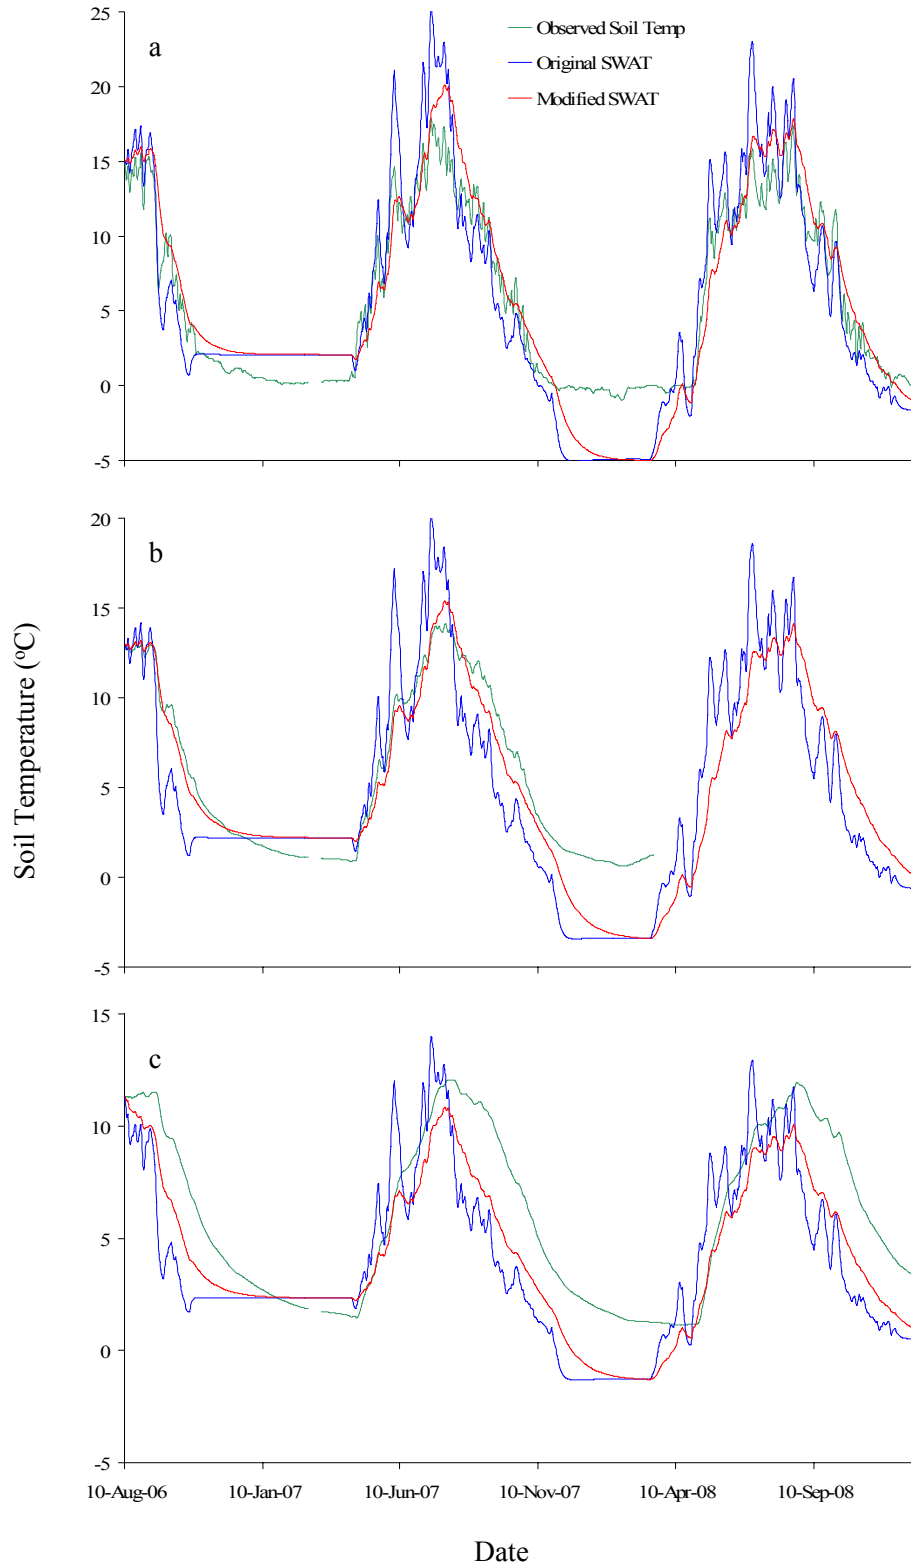 a
Observed Soil Temp
Original SWAT
Modified SWAT
25
20
15
10
5
0
-5
b
20
15
10
5
0
-5
Soil Temperature (°C)
c
15
10
5
0
-5
10-Aug-06 10-Jan-07 10-Jun-07 10-Nov-07 10-Apr-08 10-Sep-08
Date